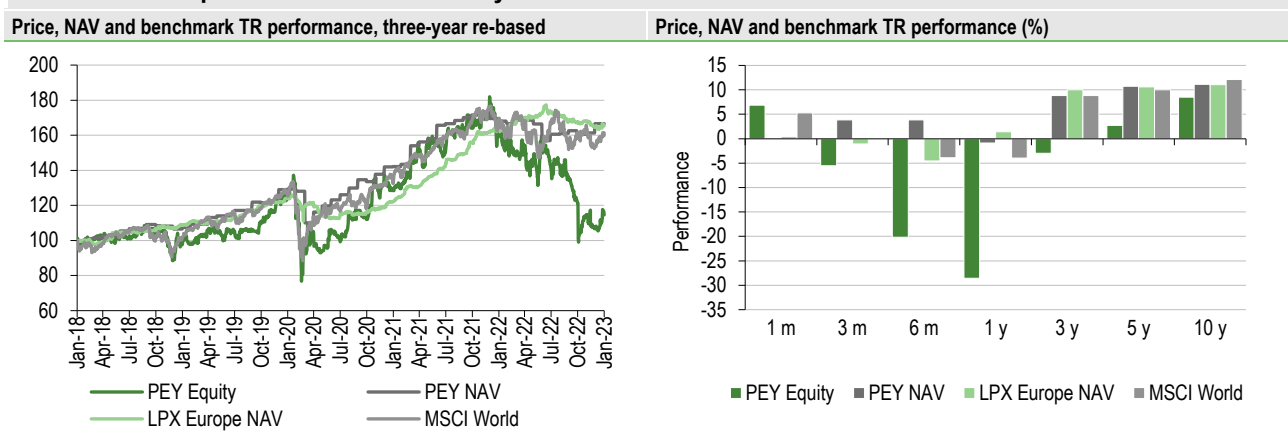 Price, NAV and benchmark TR performance, three-year re-based
200
180
160
140
120
100
80
60
Jan-18
Apr-18
Jul-18
Oct-18
Jan-19
Apr-19
Jul-19
Oct-19
Jan-20
Apr-20
Jul-20
Oct-20
Jan-21
Apr-21
Jul-21
Oct-21
Jan-22
Apr-22
Jul-22
Oct-22
Jan-23
PEY Equity
PEY NAV
LPX Europe NAV
MSCI World
Price, NAV and benchmark TR performance (%)
Performance
15
10
5
0
-5
-10
-15
-20
-25
-30
-35
1 m
3 m
6 m
1 y
3 y
5 y
10 y
PEY Equity
PEY NAV
LPX Europe NAV
MSCI World